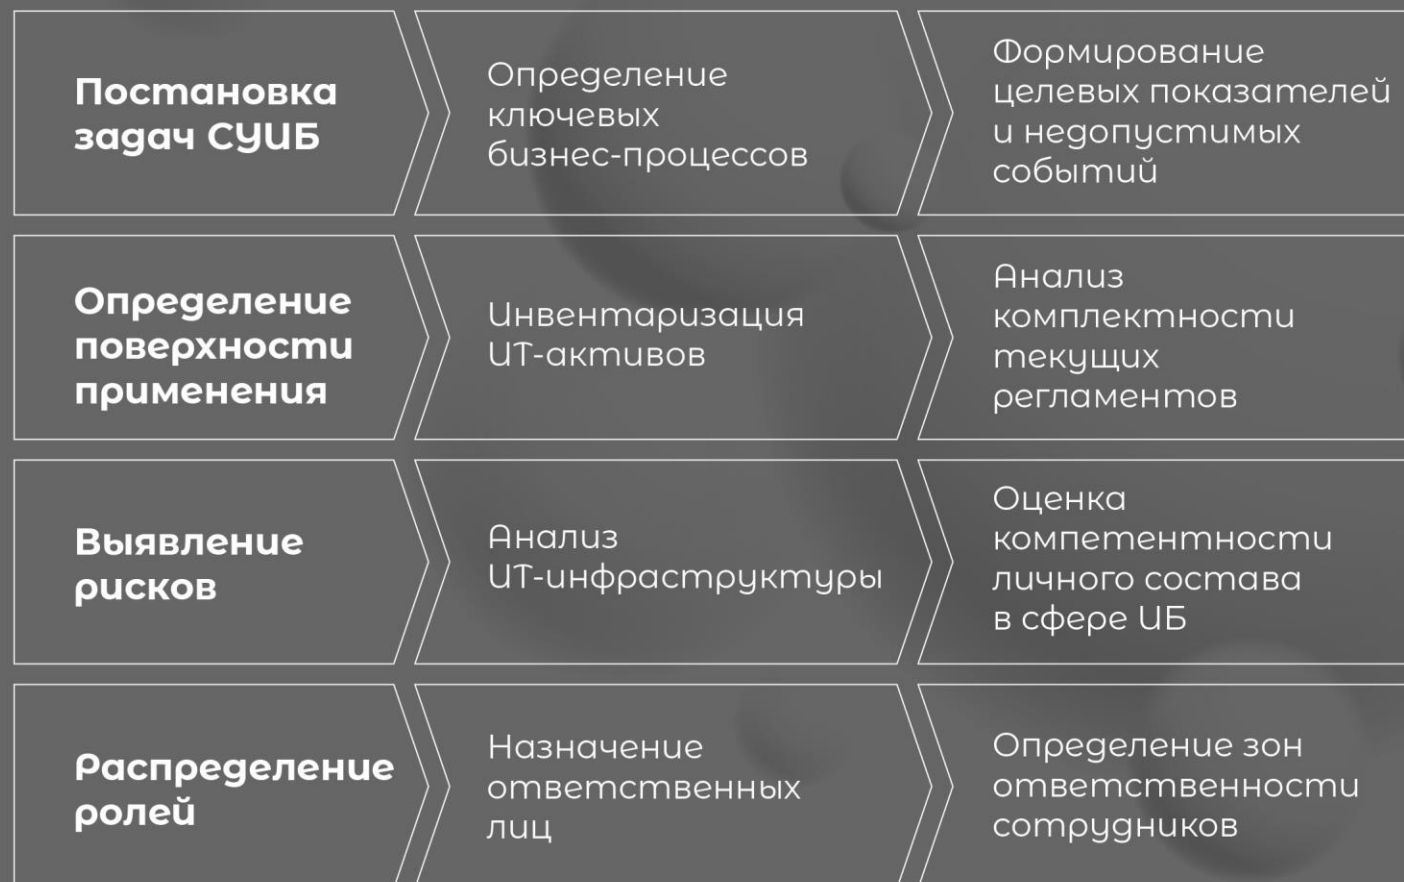 Постановка
задач СУИБ
Определение
ключевых
бизнес-процессов
Формирование
целевых показателей
и недопустимых
событий
Определение
поверхности
применения
Инвентаризация
ИТ-активов
Анализ
комплектности
текущих
регламентов
Выявление
рисков
Анализ
ИТ-инфраструктуры
Оценка
компетентности
личного состава
в сфере ИБ
Распределение
ролей
Назначение
ответственных
лиц
Определение зон
ответственности
сотрудников